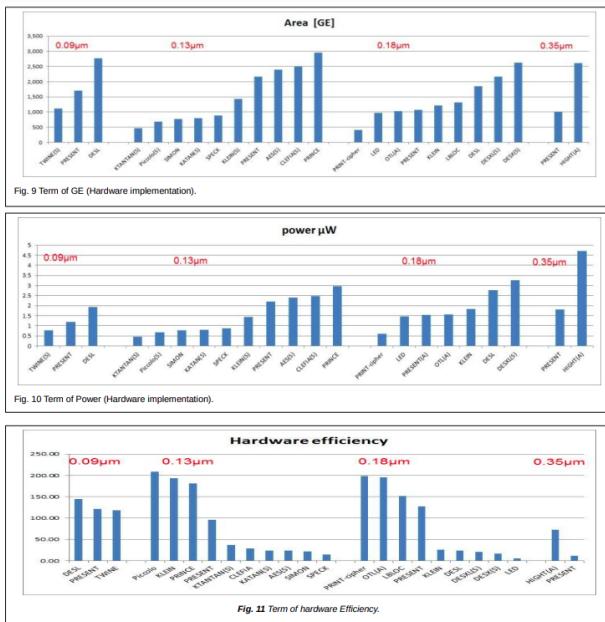 Area [GE]
3,500
3,000
2,500
2,000
1,500
1,000
500
0
0.09µm
0.13µm
0.18µm
0.35µm
TWINE(S)
PRESENT
DESL
KTANTAN(S)
Piccolo(S)
SIMON
KATAN(S)
SPECK
KLEIN(S)
PRESENT
AES(S)
CLEFIA(S)
PRINCE
PRINT-cipher
LED
OTL(A)
PRESENT
KLEIN
LBLOC
DESL
DESXL(S)
DESX(S)
PRESENT
HIGHT(A)
Fig. 9 Term of GE (Hardware implementation).
power µW
5
4.5
4
3.5
3
2.5
2
1.5
1
0.5
0
0.09µm
0.13µm
0.18µm
0.35µm
TWINE(S)
PRESENT
DESL
KTANTAN(S)
Piccolo(S)
SIMON
KATAN(S)
SPECK
KLEIN(S)
PRESENT
AES(S)
CLEFIA(S)
PRINCE
PRINT-cipher
LED
PRESENT(A)
OTL(A)
KLEIN
DESL
DESXL(S)
PRESENT
HIGHT(A)
Fig. 10 Term of Power (Hardware implementation).
Hardware efficiency
250.00
200.00
150.00
100.00
50.00
0.00
0.09µm
0.13µm
0.18µm
0.35µm
DESL
PRESENT
TWINE
Piccolo
KLEIN
PRINCE
PRESENT
KTANTAN(S)
CLEFIA
KATAN(S)
AES(S)
SIMON
SPECK
PRINT-cipher
OTL(A)
LBLOC
PRESENT
KLEIN
DESL
DESXL(S)
DESX(S)
LED
HIGHT(A)
PRESENT
Fig. 11 Term of hardware Efficiency.